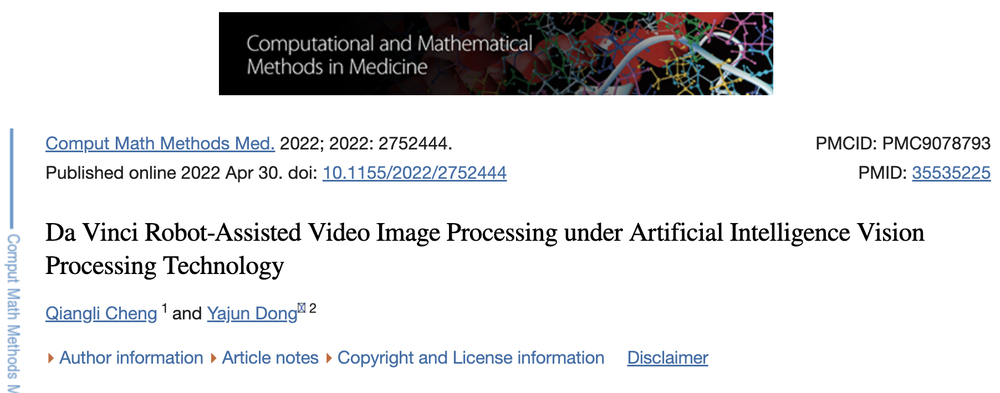 Computational and Mathematical
Methods in Medicine
Comput Math Methods Med. 2022; 2022: 2752444.
PMCID: PMC9078793
Published online 2022 Apr 30. doi: 10.1155/2022/2752444
PMID: 35535225
Da Vinci Robot-Assisted Video Image Processing under Artificial Intelligence Vision
Processing Technology
Qiangli Cheng 1 and Yajun Dong 2
Author information Article notes Copyright and License information Disclaimer
Comput Math Methods M